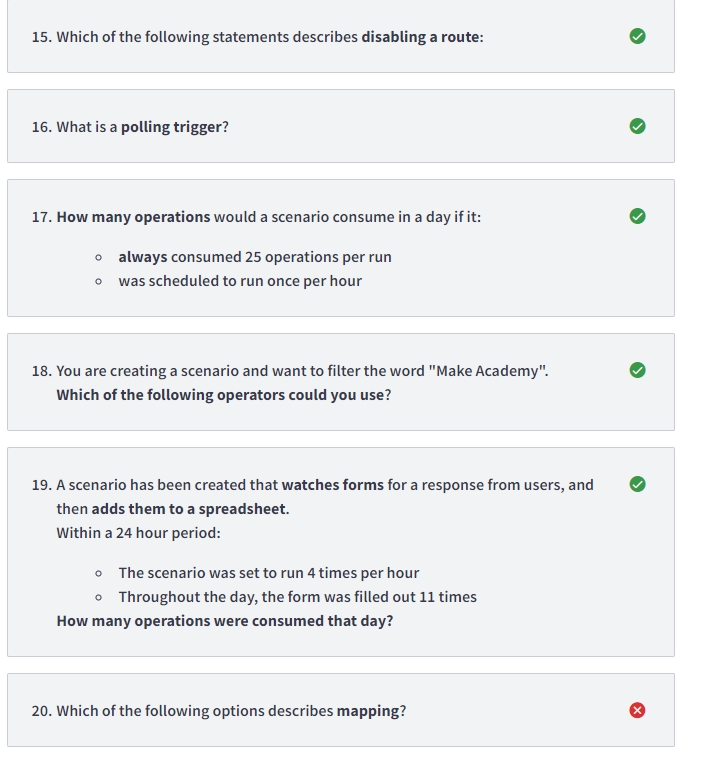 15. Which of the following statements describes disabling a route:
16. What is a polling trigger?
17. How many operations would a scenario consume in a day if it:
always consumed 25 operations per run
was scheduled to run once per hour
18. You are creating a scenario and want to filter the word "Make Academy".
Which of the following operators could you use?
19. A scenario has been created that watches forms for a response from users, and
then adds them to a spreadsheet.
Within a 24 hour period:
The scenario was set to run 4 times per hour
Throughout the day, the form was filled out 11 times
How many operations were consumed that day?
20. Which of the following options describes mapping?